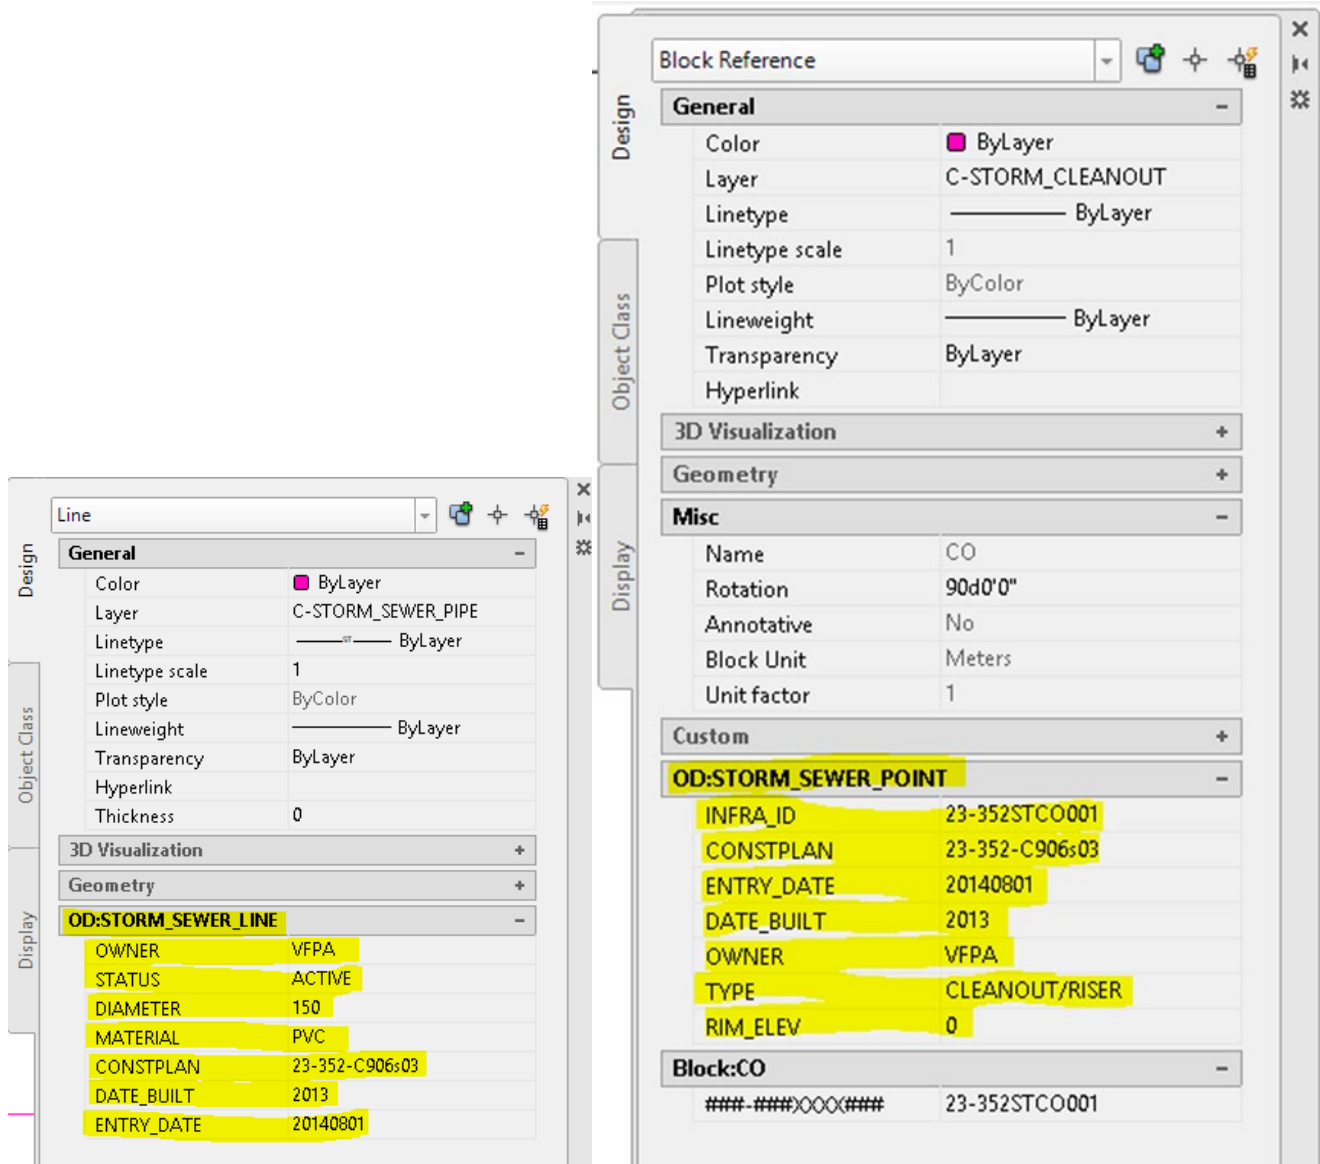 Line
Design
Object Class
Display
General
Color ByLayer
Layer C-STORM_SEWER_PIPE
Linetype ST ByLayer
Linetype scale 1
Plot style ByColor
Lineweight ByLayer
Transparency ByLayer
Hyperlink
Thickness 0
3D Visualization
Geometry
OD:STORM_SEWER_LINE
OWNER VFPA
STATUS ACTIVE
DIAMETER 150
MATERIAL PVC
CONSTPLAN 23-352-C906s03
DATE_BUILT 2013
ENTRY_DATE 20140801
Block Reference
Design
Object Class
Display
General
Color ByLayer
Layer C-STORM_CLEANOUT
Linetype ByLayer
Linetype scale 1
Plot style ByColor
Lineweight ByLayer
Transparency ByLayer
Hyperlink
3D Visualization
Geometry
Misc
Name CO
Rotation 90d0'0"
Annotative No
Block Unit Meters
Unit factor 1
Custom
OD:STORM_SEWER_POINT
INFRA_ID 23-352STCO001
CONSTPLAN 23-352-C906s03
ENTRY_DATE 20140801
DATE_BUILT 2013
OWNER VFPA
TYPE CLEANOUT/RISER
RIM_ELEV 0
Block:CO
###-###XXXX### 23-352STCO001